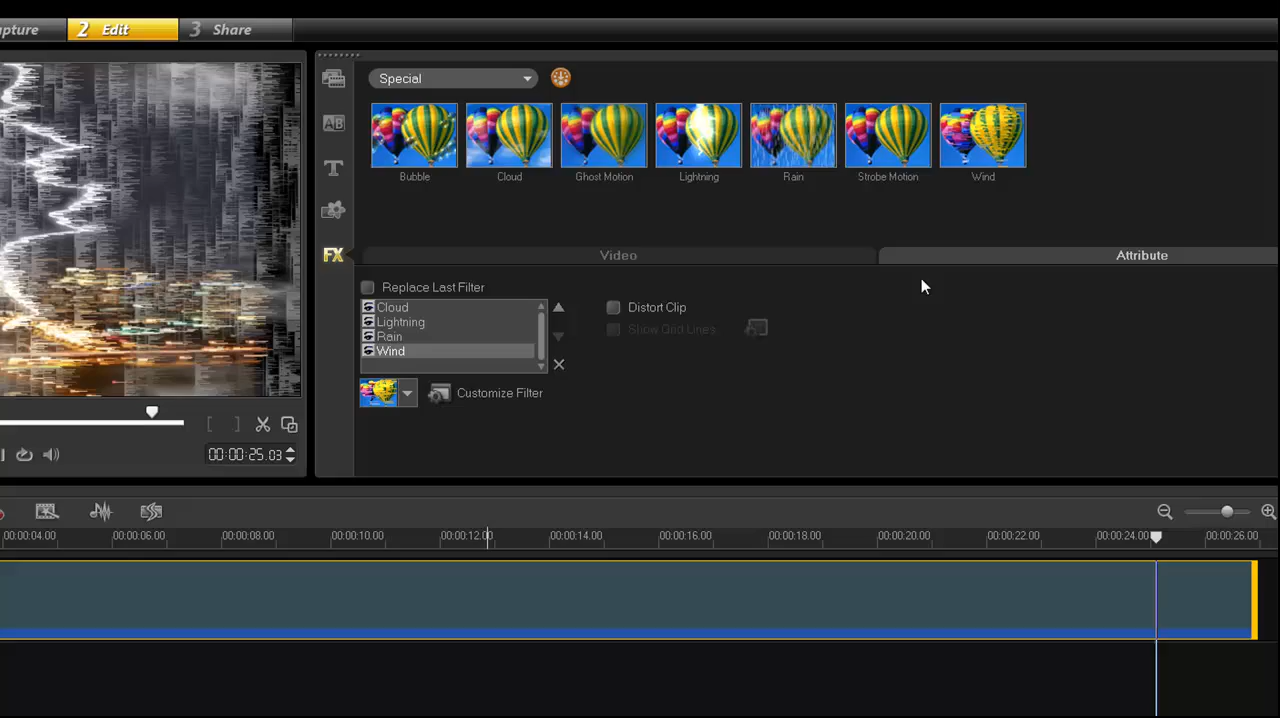 pture 2 Edit 3 Share
Special
AB
Bubble Cloud Ghost Motion Lightning Rain Strobe Motion Wind
T
FX Video Attribute
Replace Last Filter
Cloud Distort Clip
Lightning Show Grid Lines
Rain
Wind
Customize Filter
00:00:25.03
00:00:04.00 00:00:06.00 00:00:08.00 00:00:10.00 00:00:12.00 00:00:14.00 00:00:16.00 00:00:18.00 00:00:20.00 00:00:22.00 00:00:24.00 00:00:26.00